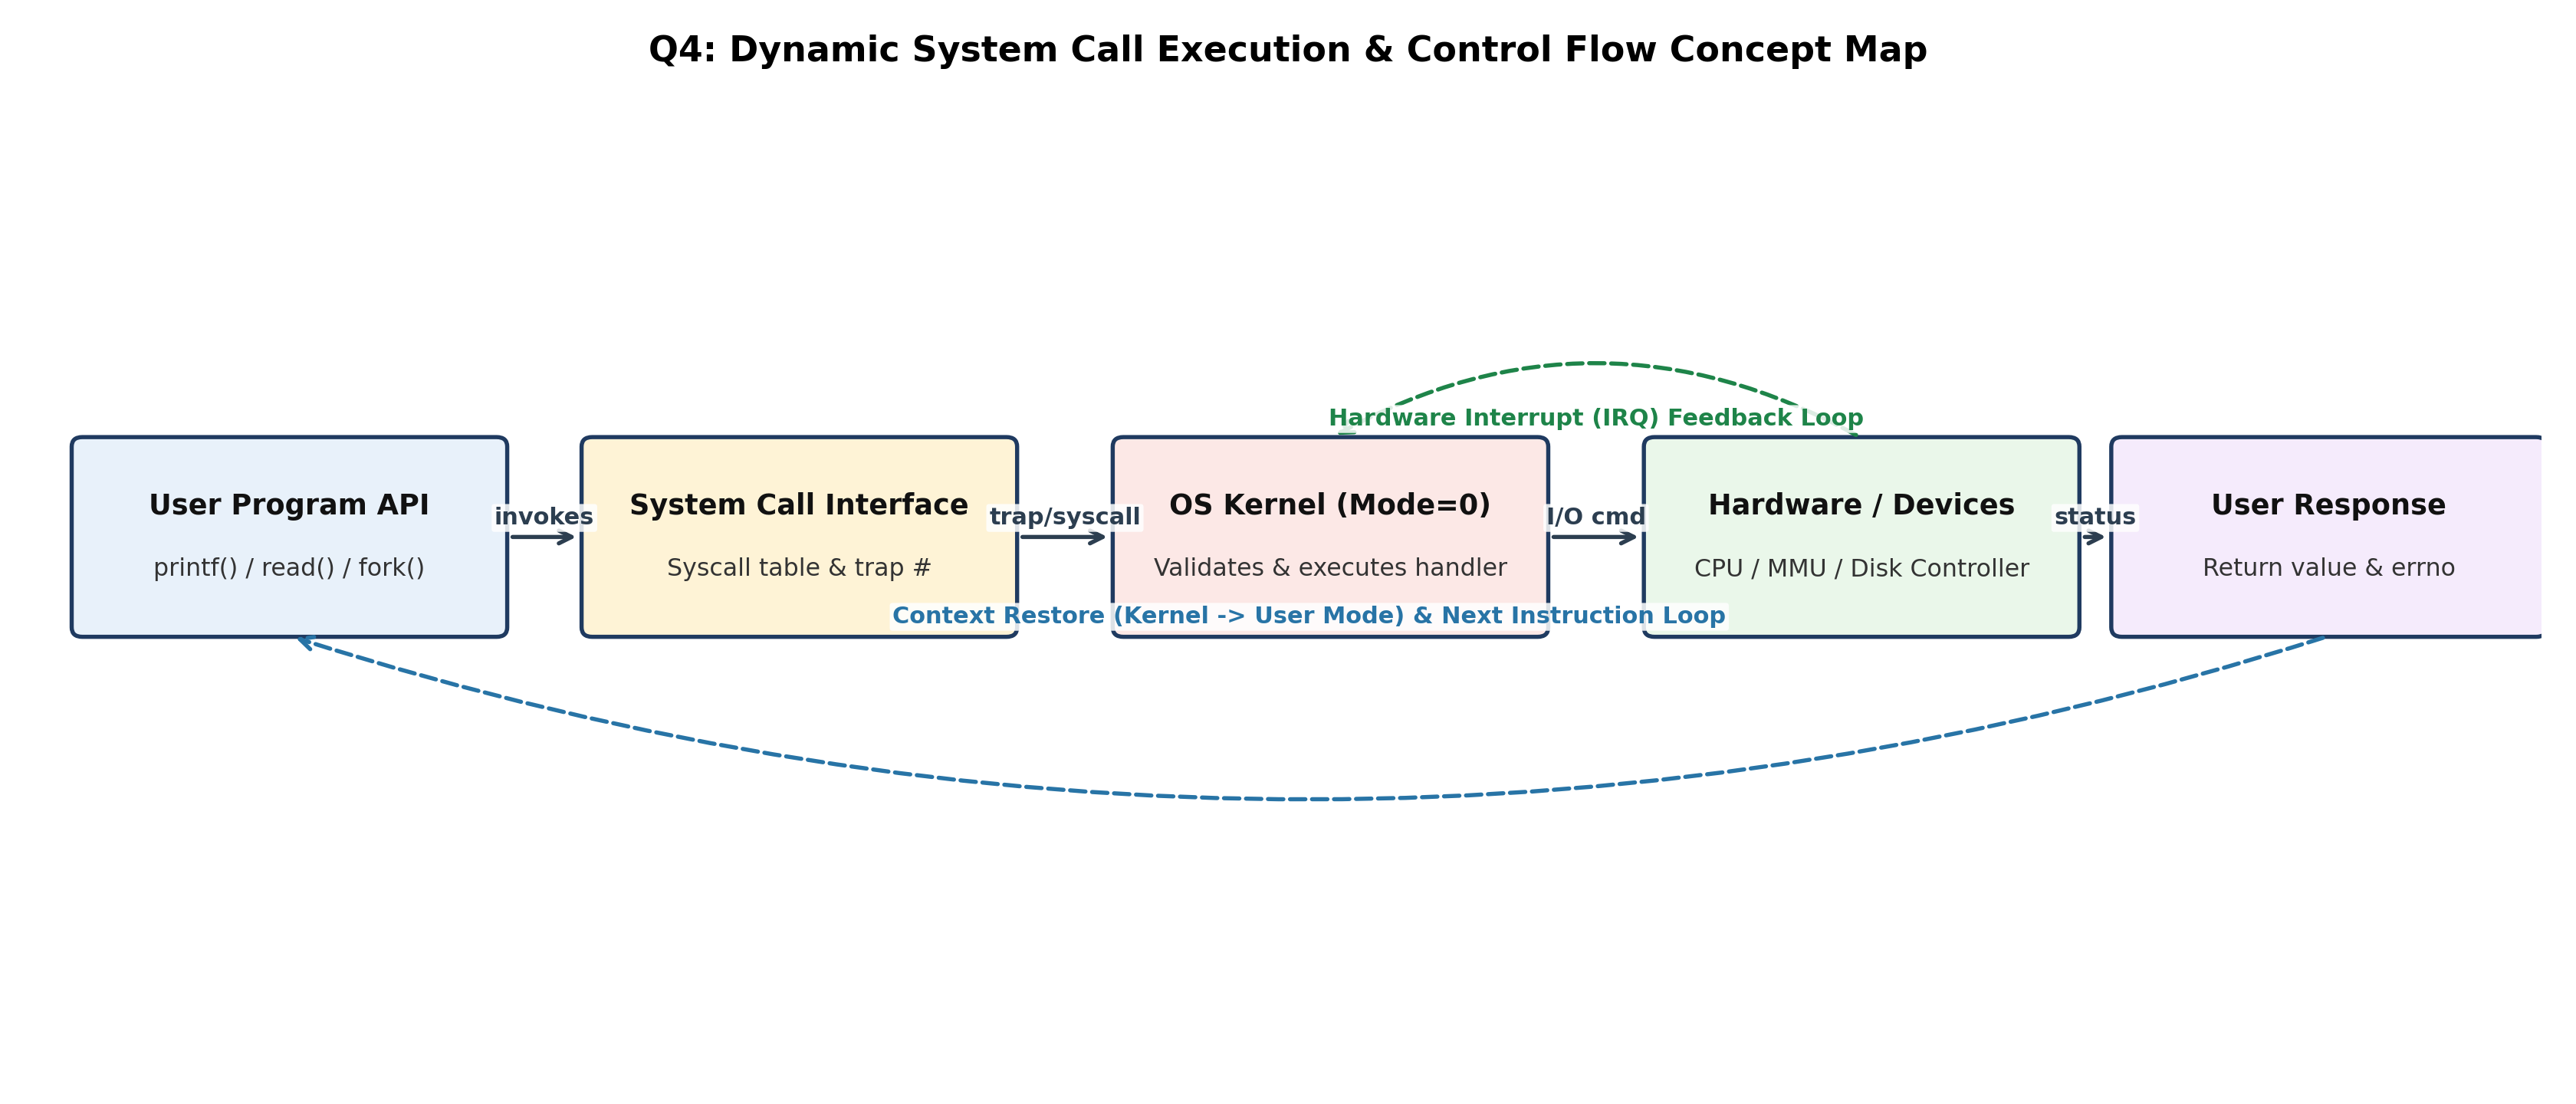 Q4: Dynamic System Call Execution & Control Flow Concept Map
Hardware Interrupt (IRQ) Feedback Loop
User Program API
printf() / read() / fork()
invokes
System Call Interface
Syscall table & trap #
trap/syscall
OS Kernel (Mode=0)
Validates & executes handler
I/O cmd
Hardware / Devices
CPU / MMU / Disk Controller
status
User Response
Return value & errno
Context Restore (Kernel -> User Mode) & Next Instruction Loop